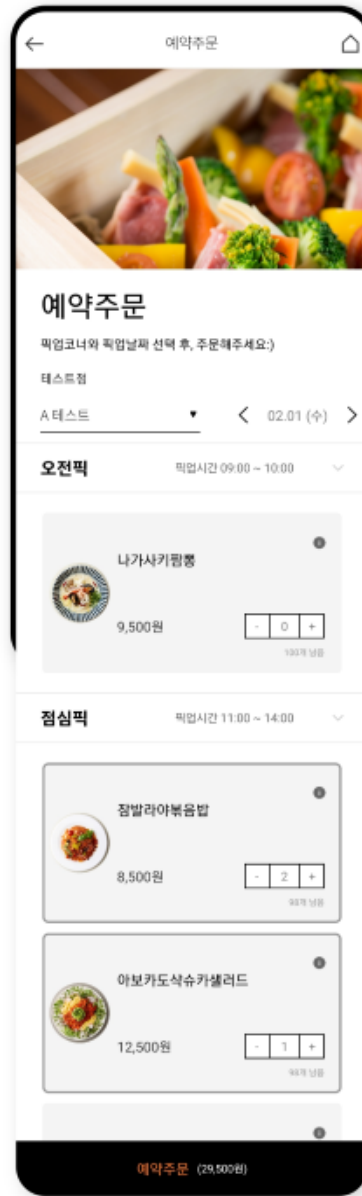 예약주문
예약주문
픽업코너와 픽업날짜 선택 후, 주문해주세요:)
테스트점
A 테스트 ▼ < 02.01 (수) >
오전픽 픽업시간 09:00 ~ 10:00
나가사키짬뽕
9,500원 - 0 +
100개 남음
점심픽 픽업시간 11:00 ~ 14:00
잠발라야볶음밥
8,500원 - 2 +
98개 남음
아보카도샥슈카샐러드
12,500원 - 1 +
예약주문 (29,500원)